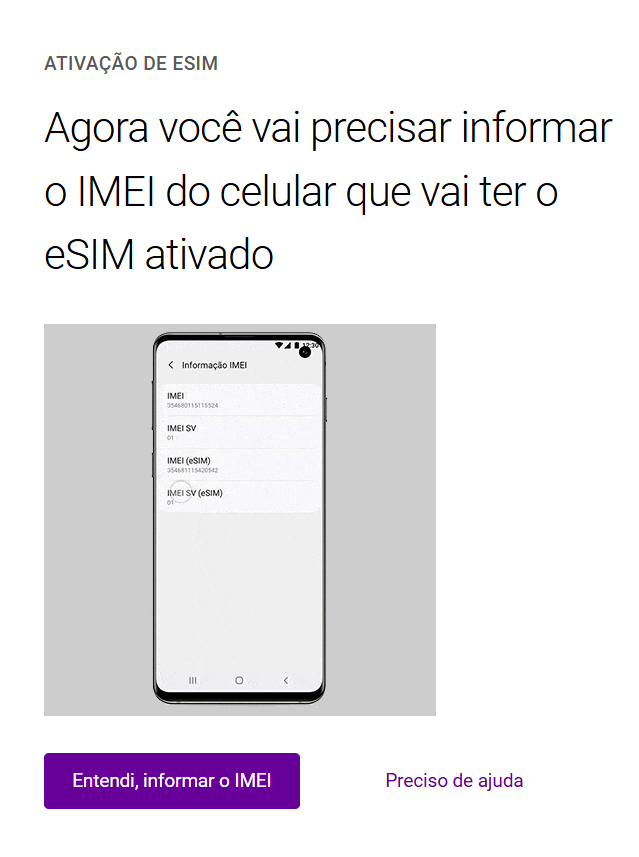 ATIVAÇÃO DE ESIM
Agora você vai precisar informar
o IMEI do celular que vai ter o
eSIM ativado
12:30
Informação IMEI
IMEI
354680115115524
IMEI SV
01
IMEI (eSIM)
354681115420542
IMEI SV (eSIM)
01
Entendi, informar o IMEI
Preciso de ajuda